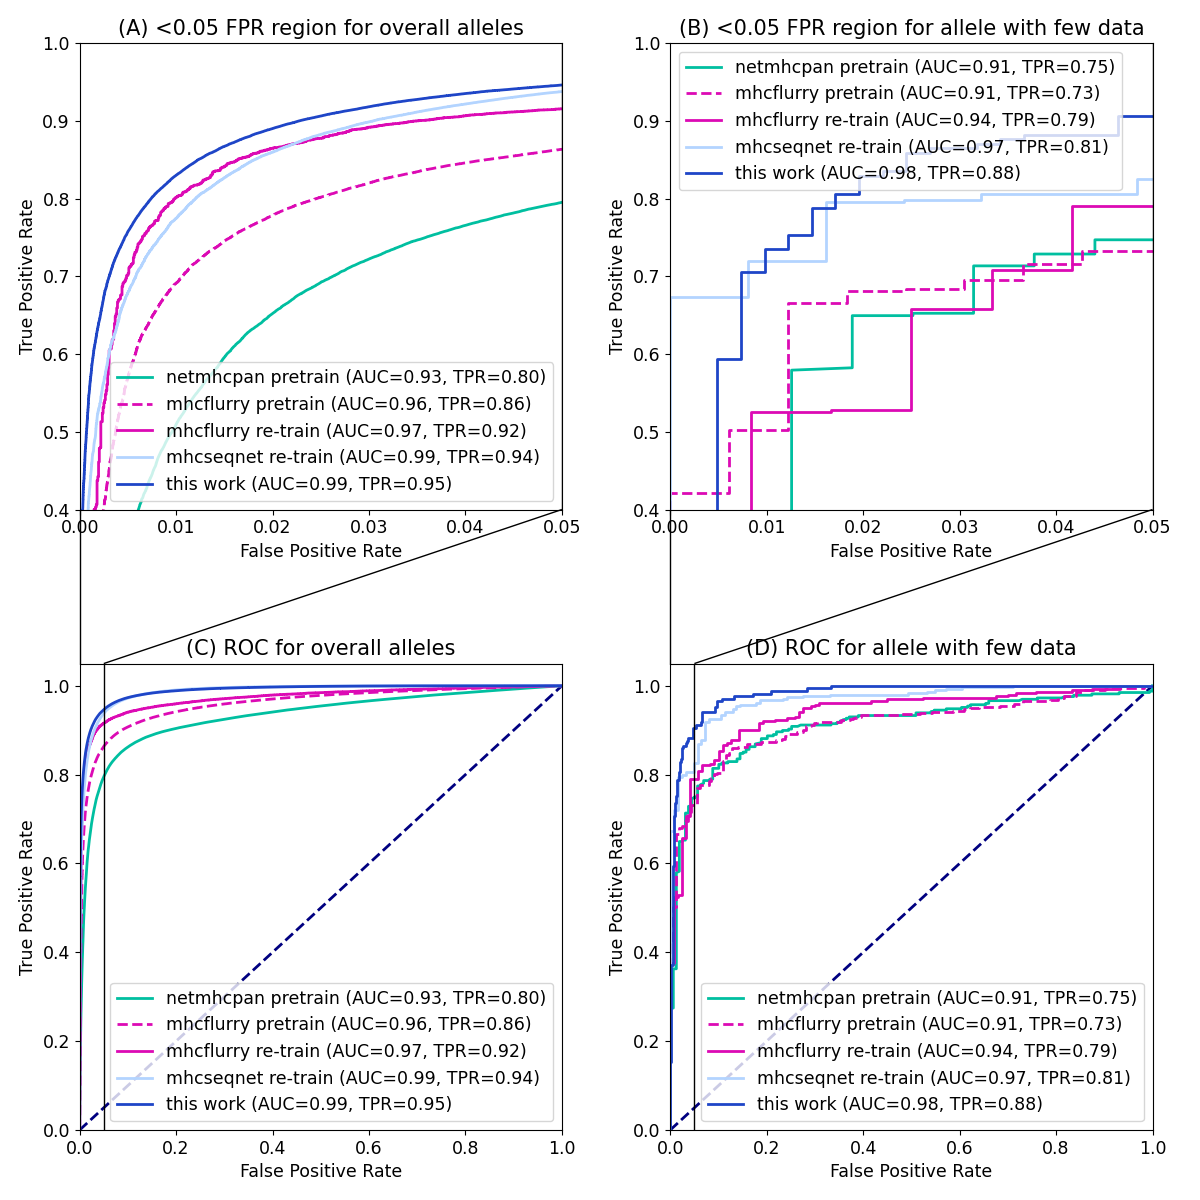 (A) <0.05 FPR region for overall alleles
1.0
0.9
0.8
0.7
0.6
0.5
0.4
True Positive Rate
netmhcpan pretrain (AUC=0.93, TPR=0.80)
mhcflurry pretrain (AUC=0.96, TPR=0.86)
mhcflurry re-train (AUC=0.97, TPR=0.92)
mhcseqnet re-train (AUC=0.99, TPR=0.94)
this work (AUC=0.99, TPR=0.95)
0.00 0.01 0.02 0.03 0.04 0.05
False Positive Rate
(B) <0.05 FPR region for allele with few data
1.0
0.9
0.8
0.7
0.6
0.5
0.4
True Positive Rate
netmhcpan pretrain (AUC=0.91, TPR=0.75)
mhcflurry pretrain (AUC=0.91, TPR=0.73)
mhcflurry re-train (AUC=0.94, TPR=0.79)
mhcseqnet re-train (AUC=0.97, TPR=0.81)
this work (AUC=0.98, TPR=0.88)
0.00 0.01 0.02 0.03 0.04 0.05
False Positive Rate
(C) ROC for overall alleles
1.0
0.8
0.6
0.4
0.2
0.0
True Positive Rate
netmhcpan pretrain (AUC=0.93, TPR=0.80)
mhcflurry pretrain (AUC=0.96, TPR=0.86)
mhcflurry re-train (AUC=0.97, TPR=0.92)
mhcseqnet re-train (AUC=0.99, TPR=0.94)
this work (AUC=0.99, TPR=0.95)
0.0 0.2 0.4 0.6 0.8 1.0
False Positive Rate
(D) ROC for allele with few data
1.0
0.8
0.6
0.4
0.2
0.0
True Positive Rate
netmhcpan pretrain (AUC=0.91, TPR=0.75)
mhcflurry pretrain (AUC=0.91, TPR=0.73)
mhcflurry re-train (AUC=0.94, TPR=0.79)
mhcseqnet re-train (AUC=0.97, TPR=0.81)
this work (AUC=0.98, TPR=0.88)
0.0 0.2 0.4 0.6 0.8 1.0
False Positive Rate